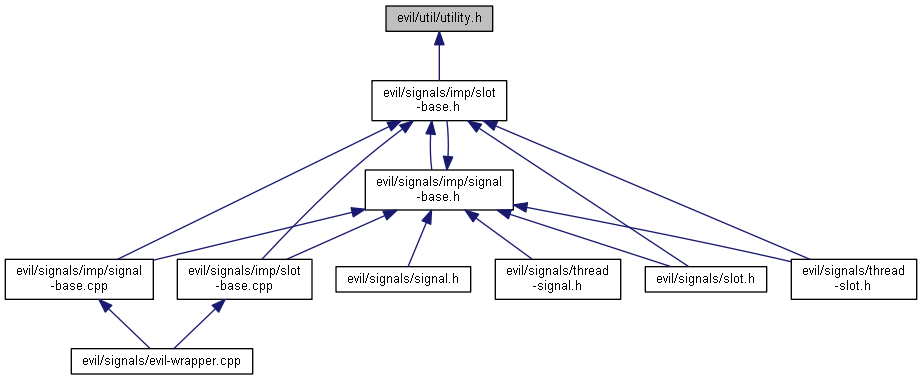 evil/util/utility.h
evil/signals/imp/slot
-base.h
evil/signals/imp/signal
-base.h
evil/signals/imp/signal
-base.cpp
evil/signals/imp/slot
-base.cpp
evil/signals/signal.h
evil/signals/thread
-signal.h
evil/signals/slot.h
evil/signals/thread
-slot.h
evil/signals/evil-wrapper.cpp